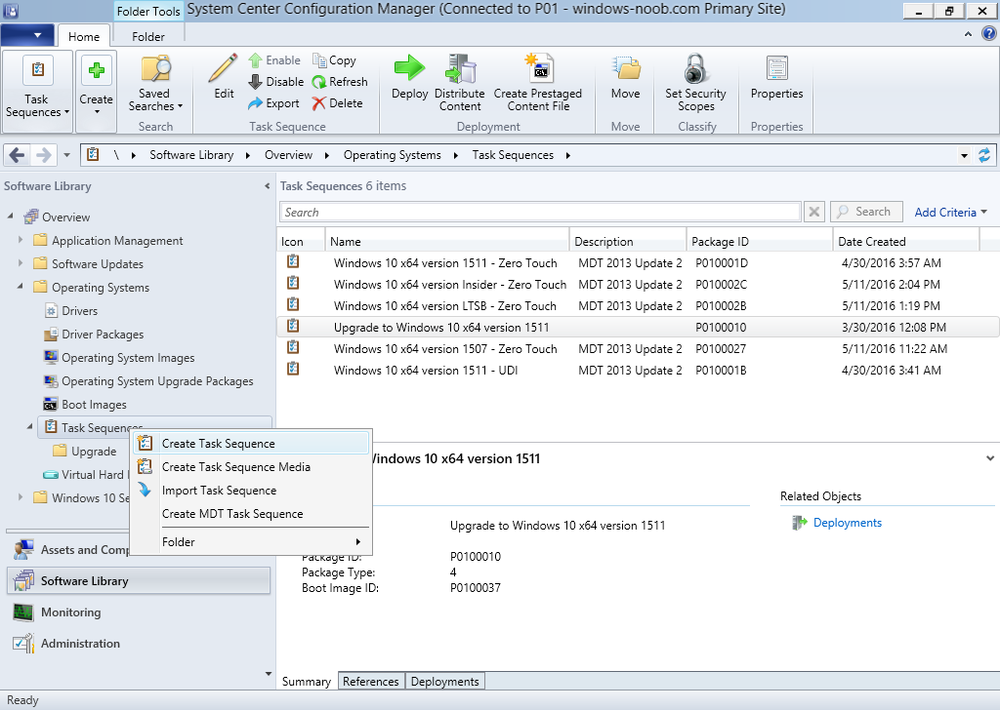 Folder Tools
System Center Configuration Manager (Connected to P01 - windows-noob.com Primary Site)
Home
Folder
Task Sequences
Create
Saved Searches
Search
Edit
Enable
Disable
Export
Copy
Refresh
Delete
Task Sequence
Deploy
Distribute Content
Create Prestaged Content File
Deployment
Move
Move
Set Security Scopes
Classify
Properties
Properties
\ Software Library Overview Operating Systems Task Sequences
Software Library
Overview
Application Management
Software Updates
Operating Systems
Drivers
Driver Packages
Operating System Images
Operating System Upgrade Packages
Boot Images
Task Sequences
Upgrade
Virtual Hard
Windows 10 Se
Create Task Sequence
Create Task Sequence Media
Import Task Sequence
Create MDT Task Sequence
Folder
Assets and Comp
Software Library
Monitoring
Administration
Task Sequences 6 items
Search
Search
Add Criteria
Icon Name Description Package ID Date Created
Windows 10 x64 version 1511 - Zero Touch MDT 2013 Update 2 P010001D 4/30/2016 3:57 AM
Windows 10 x64 version Insider - Zero Touch MDT 2013 Update 2 P010002C 5/11/2016 2:04 PM
Windows 10 x64 version LTSB - Zero Touch MDT 2013 Update 2 P010002B 5/11/2016 1:19 PM
Upgrade to Windows 10 x64 version 1511 P0100010 3/30/2016 12:08 PM
Windows 10 x64 version 1507 - Zero Touch MDT 2013 Update 2 P0100027 5/11/2016 11:22 AM
Windows 10 x64 version 1511 - UDI MDT 2013 Update 2 P010001B 4/30/2016 3:41 AM
Windows 10 x64 version 1511
Upgrade to Windows 10 x64 version 1511
Package ID: P0100010
Package Type: 4
Boot Image ID: P0100037
Related Objects
Deployments
Summary References Deployments
Ready